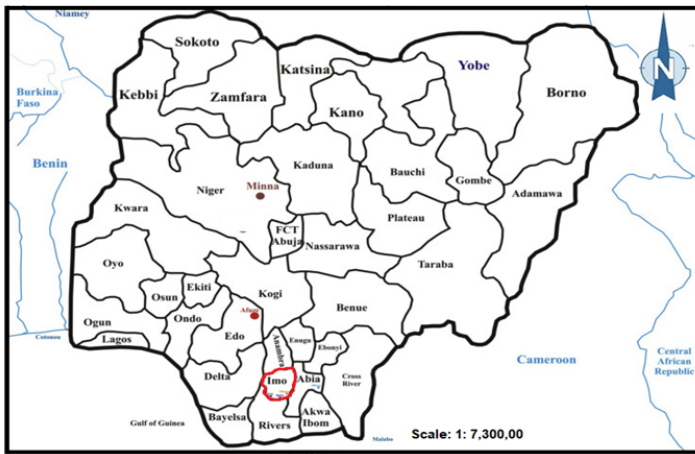 Niamey
Sokoto
Katsina
Yobe
N
Kebbi
Zamfara
Kano
Borno
Burkina
Faso
Benin
Kaduna
Bauchi
Gombe
Niger
Minna
Adamawa
Kwara
Plateau
FCT
Abuja
Nassarawa
Oyo
Taraba
Osun
Ekiti
Kogi
Benue
Ogun
Ondo
Edo
Lagos
Cotonou
Anambra
Enugu
Ebonyi
Cameroon
Central
African
Republic
Delta
Imo
Abia
Cross
River
Bayelsa
Rivers
Akwa
Ibom
Gulf of Guinea
Malabo
Scale: 1: 7,300,00